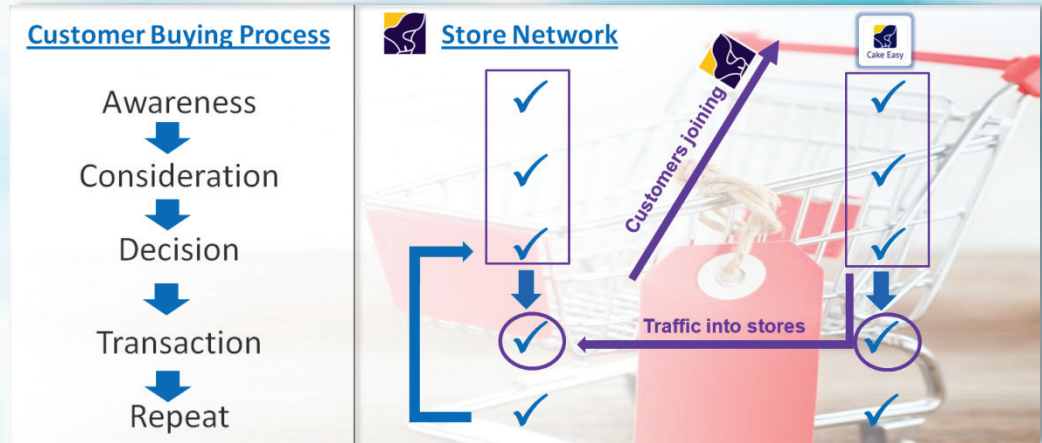 Customer Buying Process
Awareness
Consideration
Decision
Transaction
Repeat
Store Network
Cake Easy
Customers joining
Traffic into stores